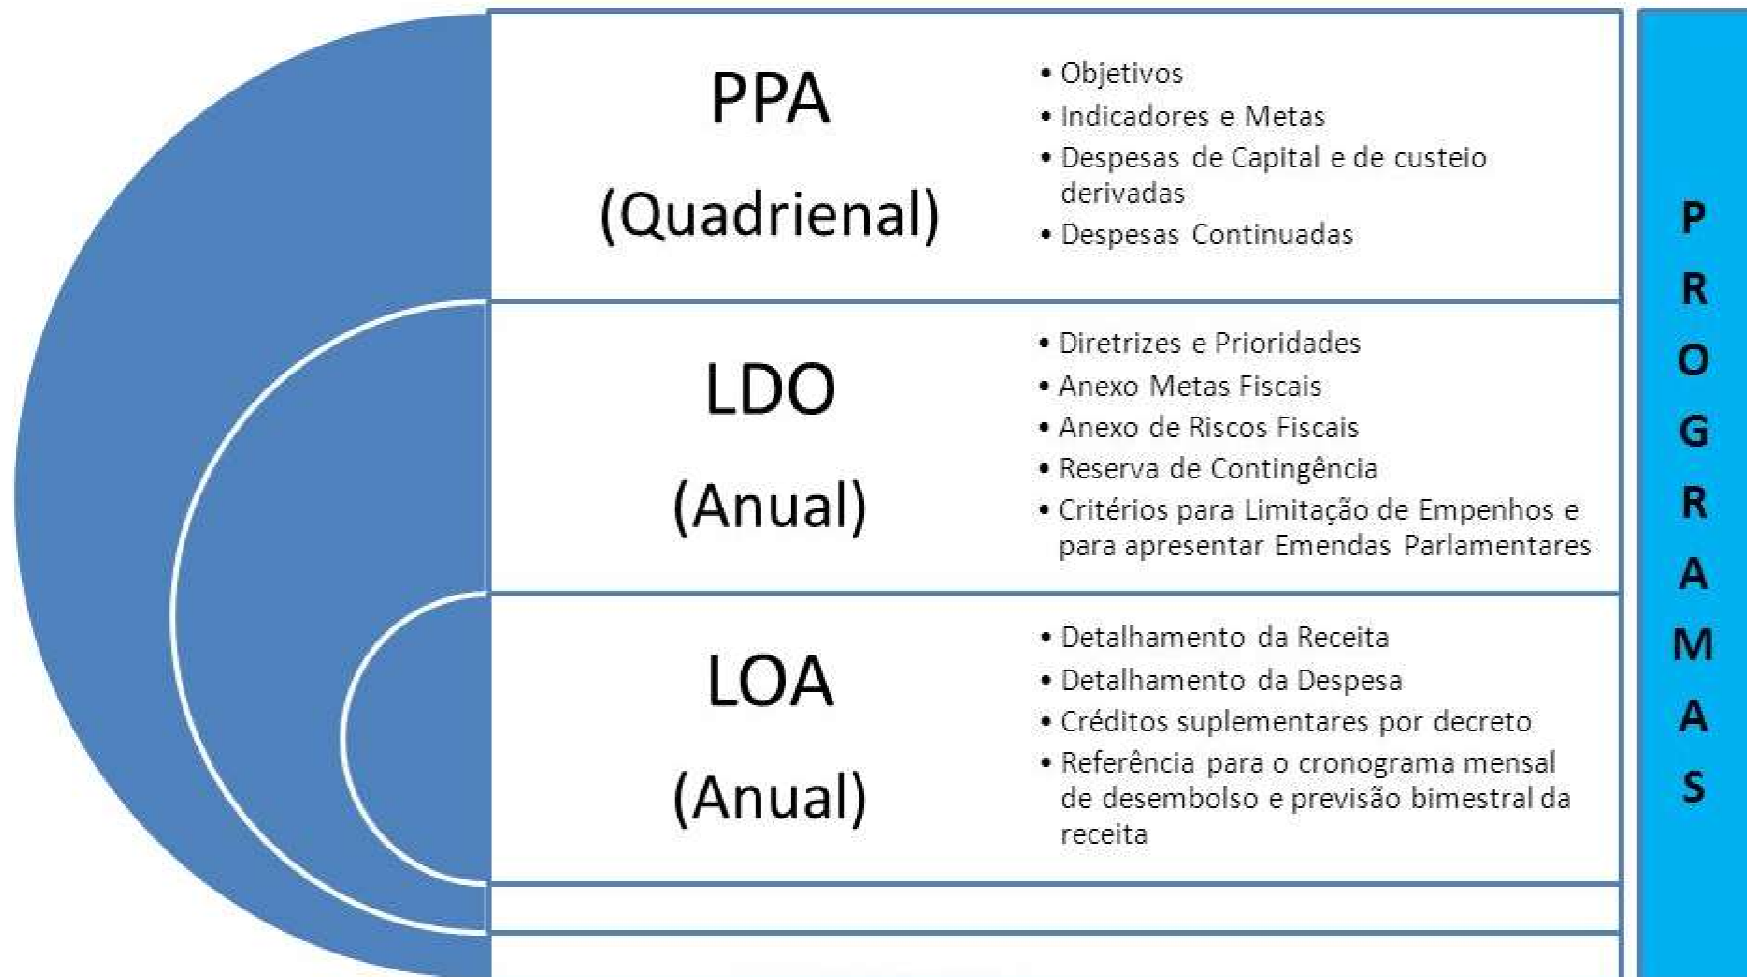 PPA
(Quadrienal)
• Objetivos
• Indicadores e Metas
• Despesas de Capital e de custeio
derivadas
• Despesas Continuadas
LDO
(Anual)
• Diretrizes e Prioridades
• Anexo Metas Fiscais
• Anexo de Riscos Fiscais
• Reserva de Contingência
• Critérios para Limitação de Empenhos e
para apresentar Emendas Parlamentares
LOA
(Anual)
• Detalhamento da Receita
• Detalhamento da Despesa
• Créditos suplementares por decreto
• Referência para o cronograma mensal
de desembolso e previsão bimestral da
receita
P
R
O
G
R
A
M
A
S